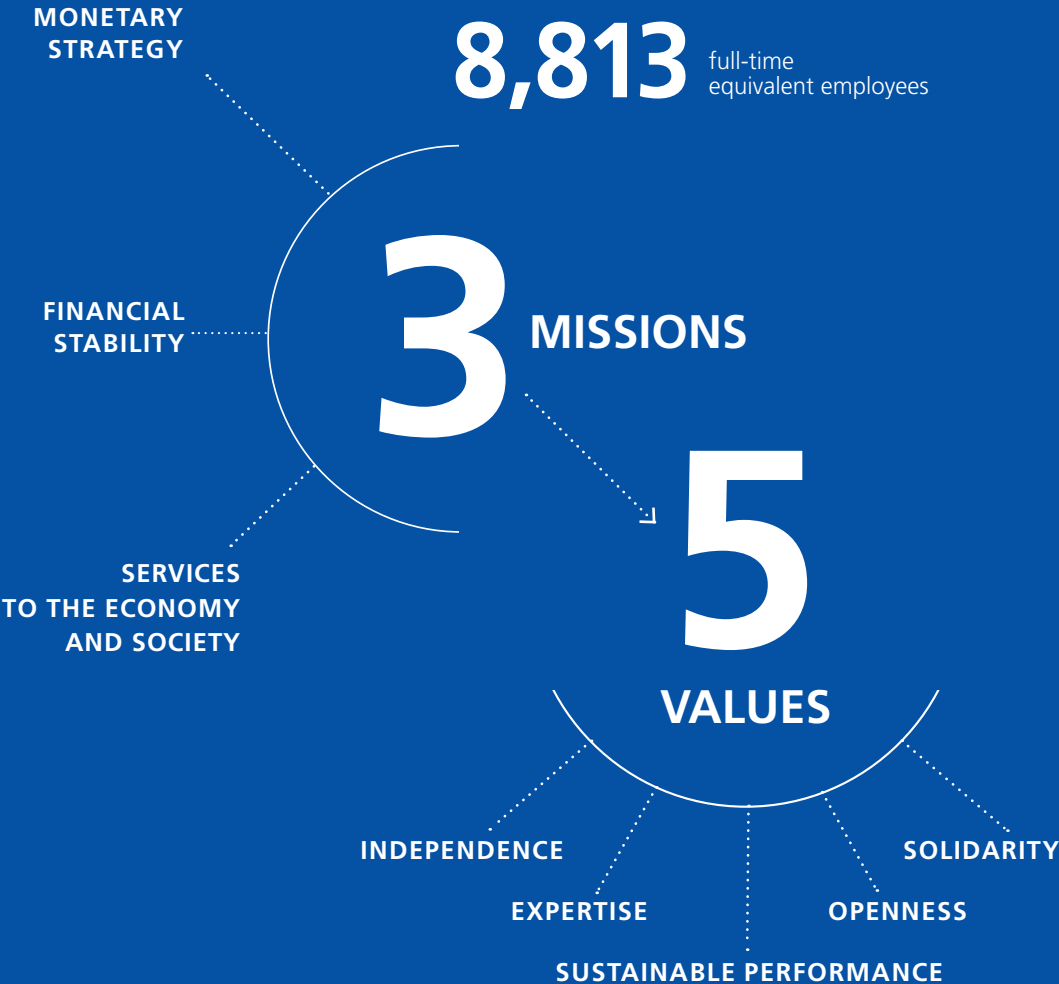 MONETARY
STRATEGY
8,813
full-time
equivalent employees
FINANCIAL
STABILITY
3
MISSIONS
SERVICES
TO THE ECONOMY
AND SOCIETY
5
VALUES
INDEPENDENCE
EXPERTISE
SUSTAINABLE PERFORMANCE
OPENNESS
SOLIDARITY